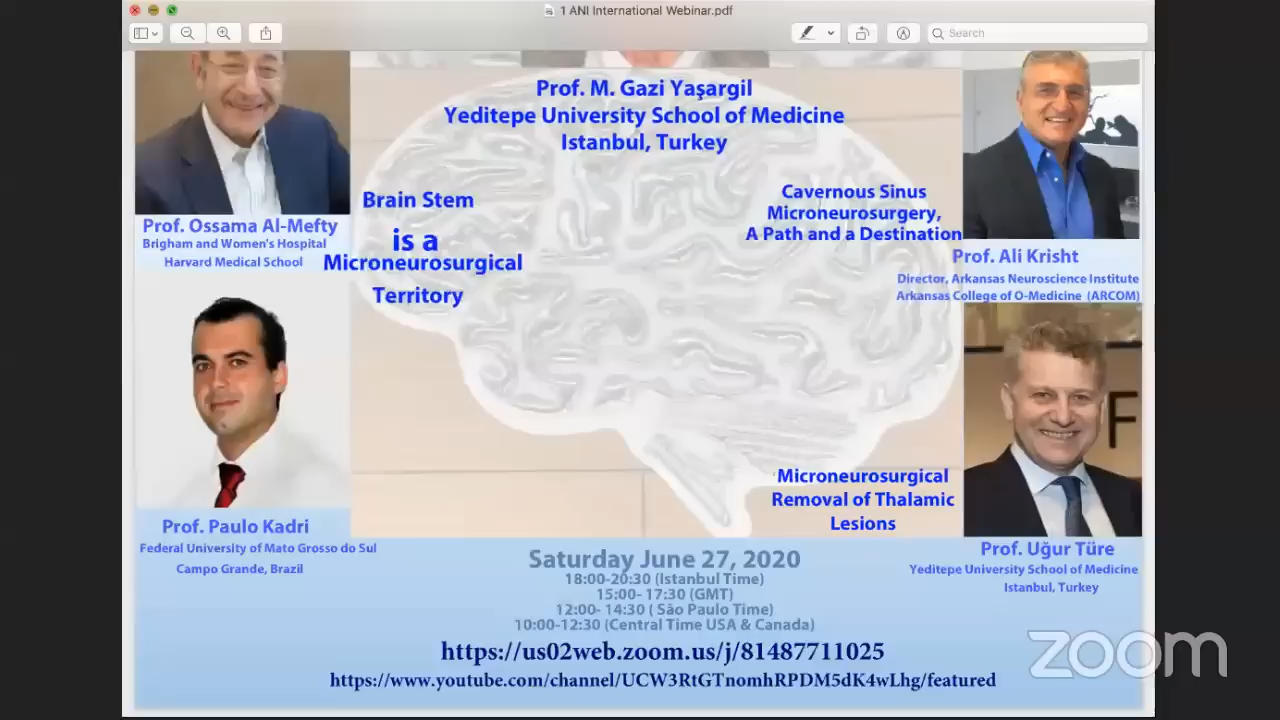 1 ANI International Webinar.pdf
Search
Prof. M. Gazi Yaşargil
Yeditepe University School of Medicine
Istanbul, Turkey
Prof. Ossama Al-Mefty
Brigham and Women's Hospital
Harvard Medical School
Brain Stem
is a
Microneurosurgical
Territory
Cavernous Sinus
Microneurosurgery,
A Path and a Destination
Prof. Ali Krisht
Director, Arkansas Neuroscience Institute
Arkansas College of O-Medicine (ARCOM)
Prof. Paulo Kadri
Federal University of Mato Grosso do Sul
Campo Grande, Brazil
Microneurosurgical
Removal of Thalamic
Lesions
F
Prof. Uğur Türe
Yeditepe University School of Medicine
Istanbul, Turkey
Saturday June 27, 2020
18:00-20:30 (Istanbul Time)
15:00- 17:30 (GMT)
12:00- 14:30 ( São Paulo Time)
10:00-12:30 (Central Time USA & Canada)
https://us02web.zoom.us/j/81487711025
https://www.youtube.com/channel/UCW3RtGTnomhRPDM5dK4wLhg/featured
zoom